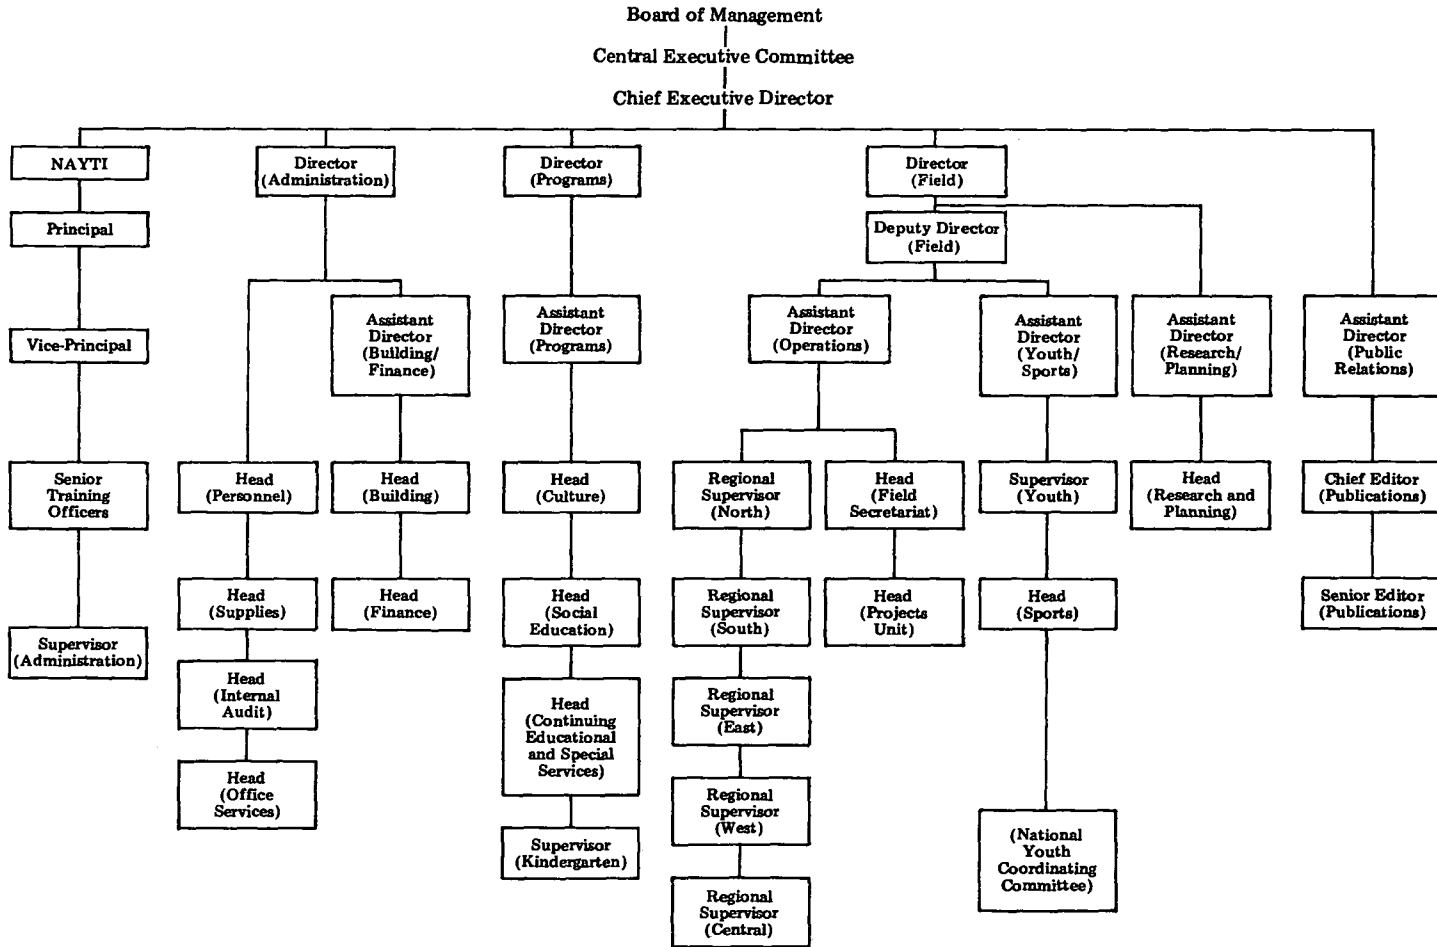 Board of Management
Central Executive Committee
Chief Executive Director
NAYTI
Director
(Administration)
Director
(Programs)
Director
(Field)
Principal
Deputy Director
(Field)
Vice-Principal
Assistant
Director
(Building/
Finance)
Assistant
Director
(Programs)
Assistant
Director
(Operations)
Assistant
Director
(Youth/
Sports)
Assistant
Director
(Research/
Planning)
Assistant
Director
(Public
Relations)
Senior
Training
Officers
Head
(Personnel)
Head
(Building)
Head
(Culture)
Regional
Supervisor
(North)
Head
(Field
Secretariat)
Supervisor
(Youth)
Head
(Research and
Planning)
Chief Editor
(Publications)
Head
(Supplies)
Head
(Finance)
Head
(Social
Education)
Regional
Supervisor
(South)
Head
(Projects
Unit)
Head
(Sports)
Senior Editor
(Publications)
Supervisor
(Administration)
Head
(Internal
Audit)
Head
(Continuing
Educational
and Special
Services)
Regional
Supervisor
(East)
Head
(Office
Services)
Regional
Supervisor
(West)
Supervisor
(Kindergarten)
(National
Youth
Coordinating
Committee)
Regional
Supervisor
(Central)